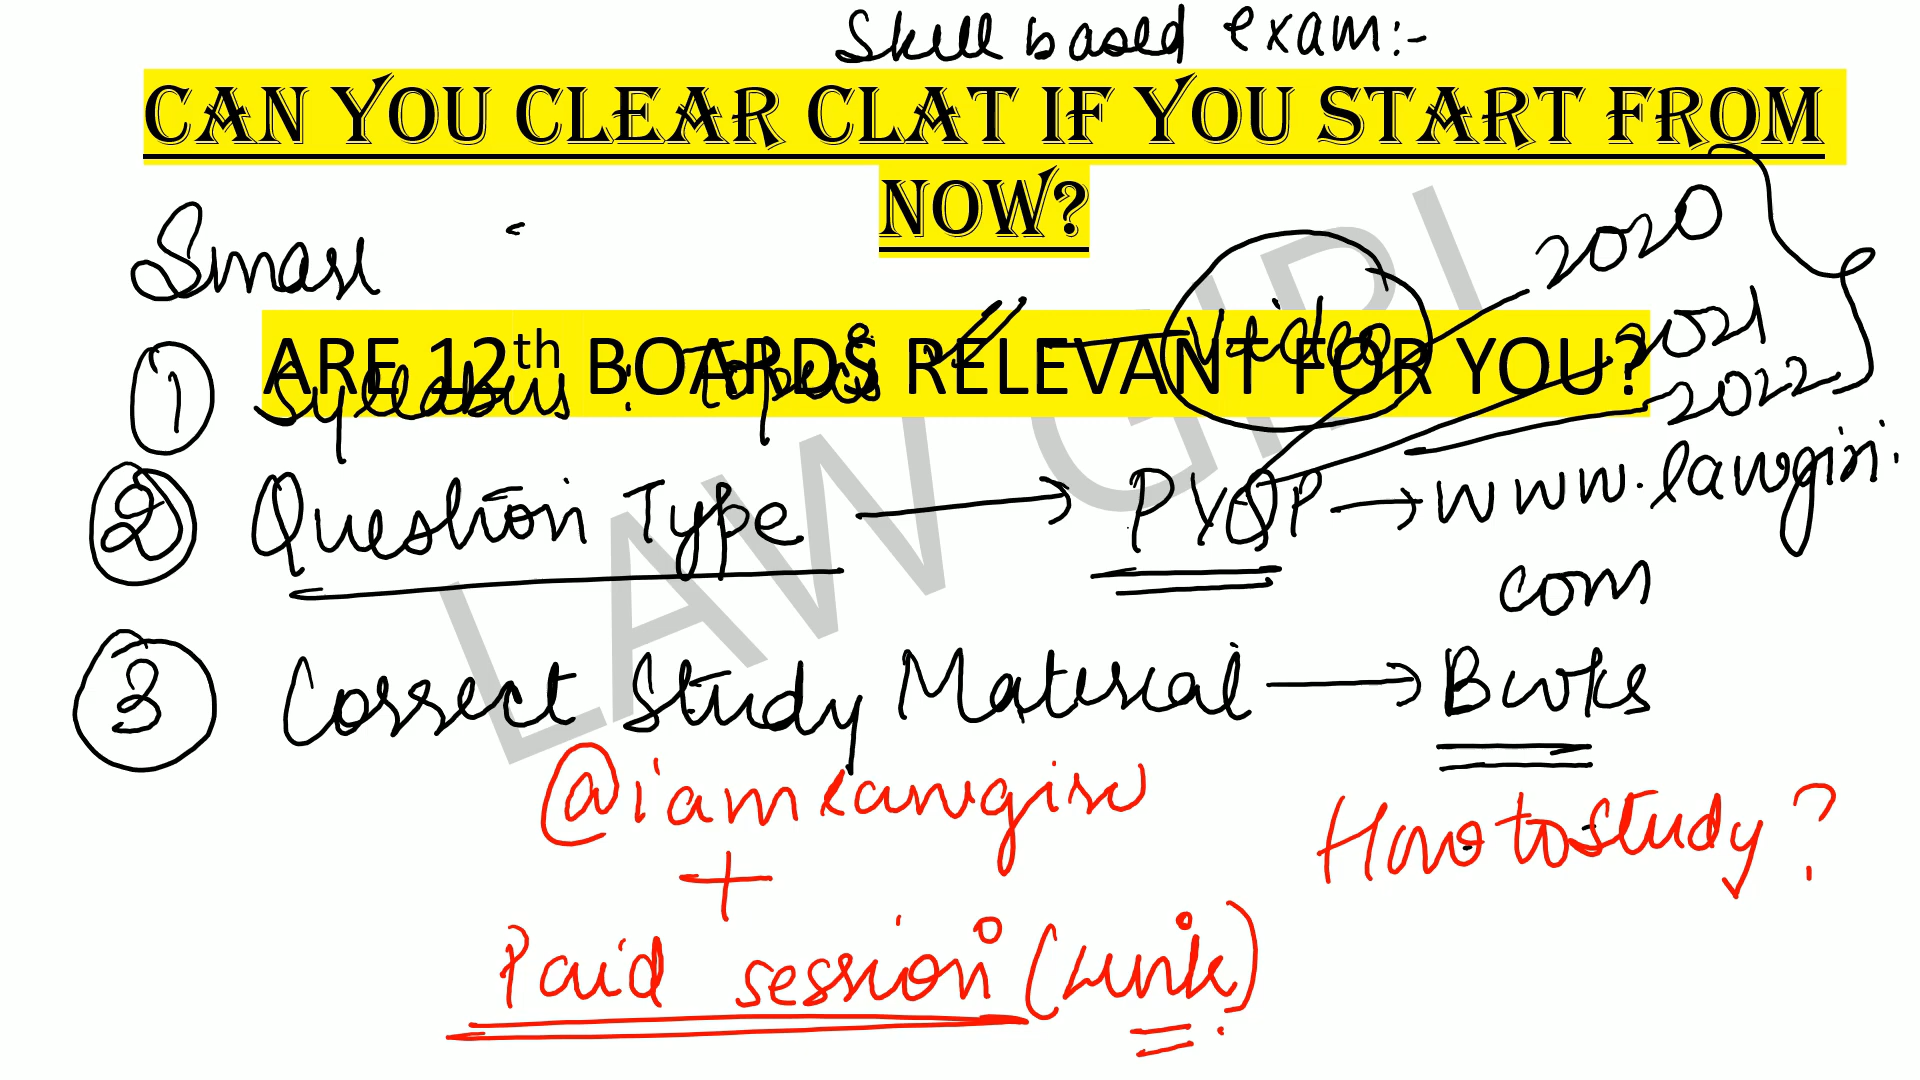 Skill based exam:-
CAN YOU CLEAR CLAT IF YOU START FROM
NOW?
Smart
2020
ARE 12th BOARDS RELEVANT FOR YOU?
① Syllabus : Topics
Video
2021
2022
② Question Type → PYQP → www.lawgiri.
com
③ Correct Study Material → Books
@iamlawgiri
How to study?
+
Paid session (Link)
LAW GIRI